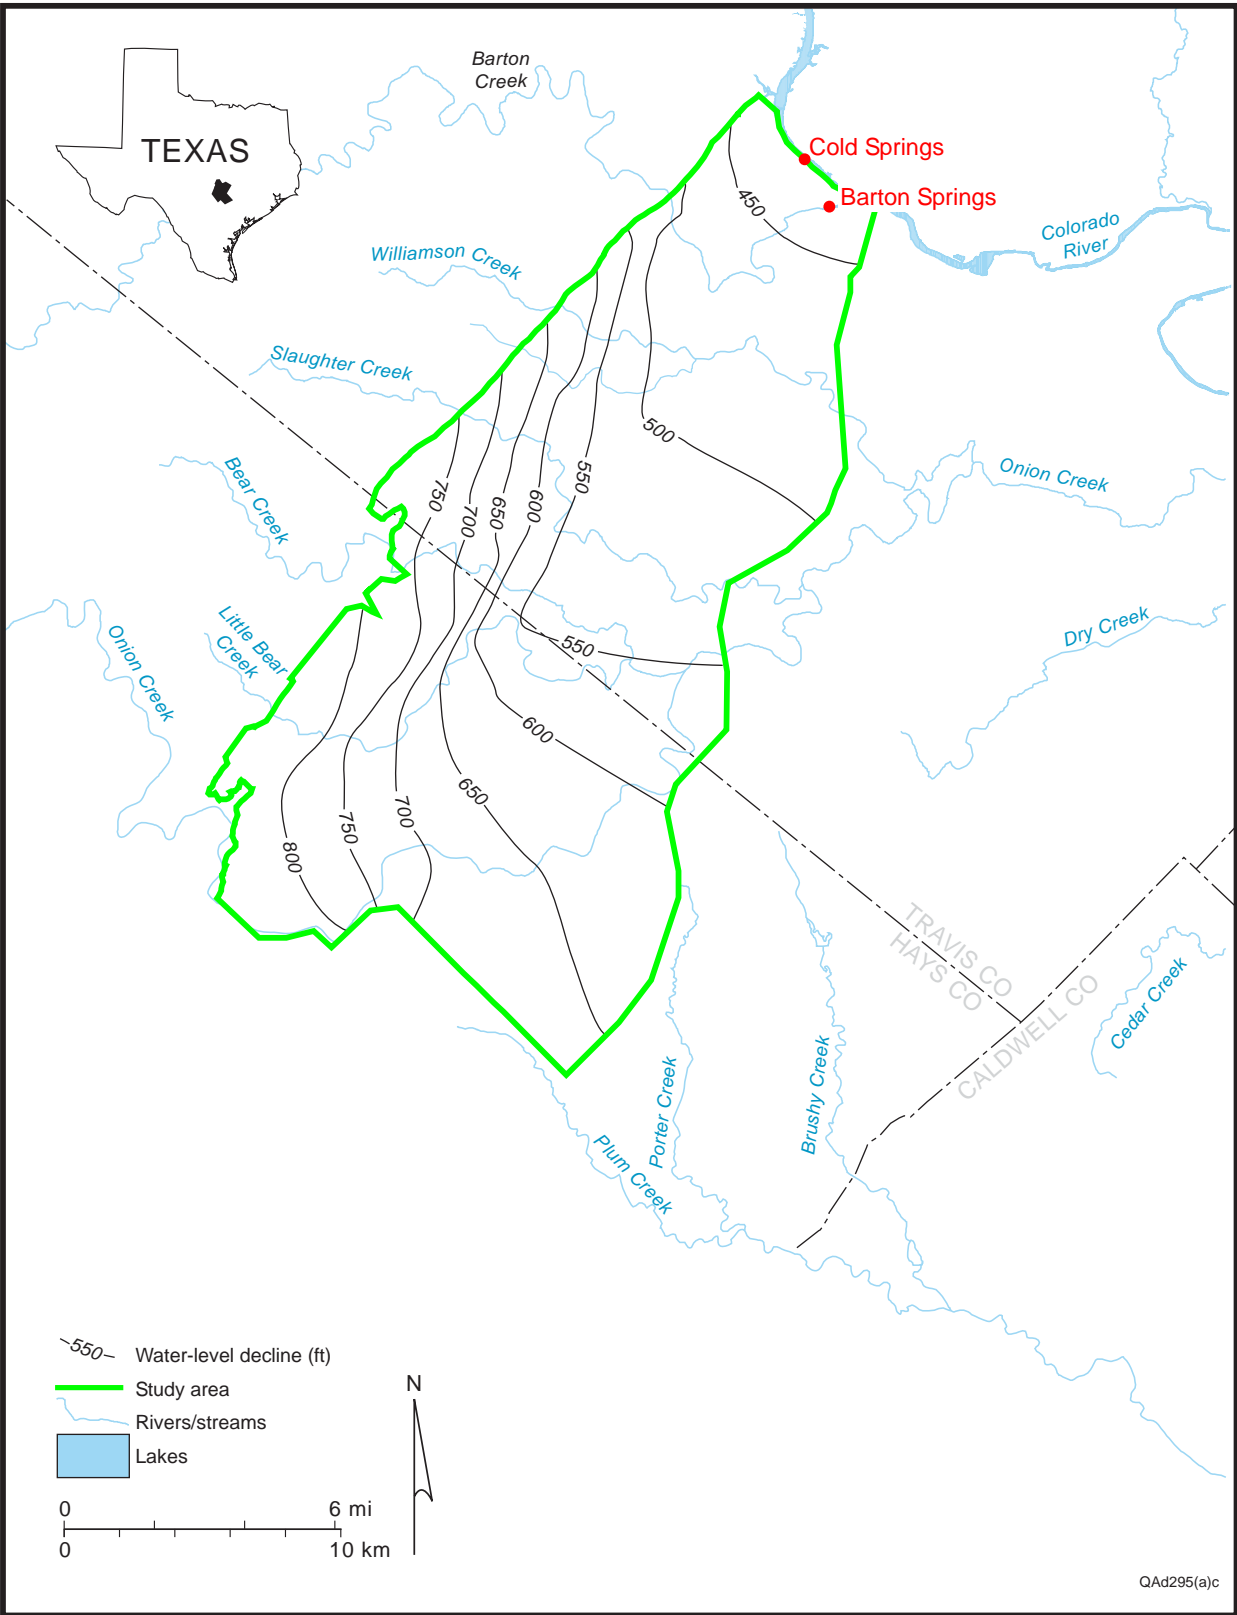 Barton
Creek
TEXAS
Cold Springs
Barton Springs
450
Colorado
River
Williamson Creek
Slaughter Creek
500
Onion Creek
Bear Creek
750
700
650
600
550
Little Bear
Creek
Onion Creek
550
Dry Creek
600
650
700
750
800
TRAVIS CO
HAYS CO
CALDWELL CO
Cedar Creek
Porter Creek
Brushy Creek
Plum Creek
550
Water-level decline (ft)
Study area
Rivers/streams
Lakes
N
0
6 mi
0
10 km
QAd295(a)c